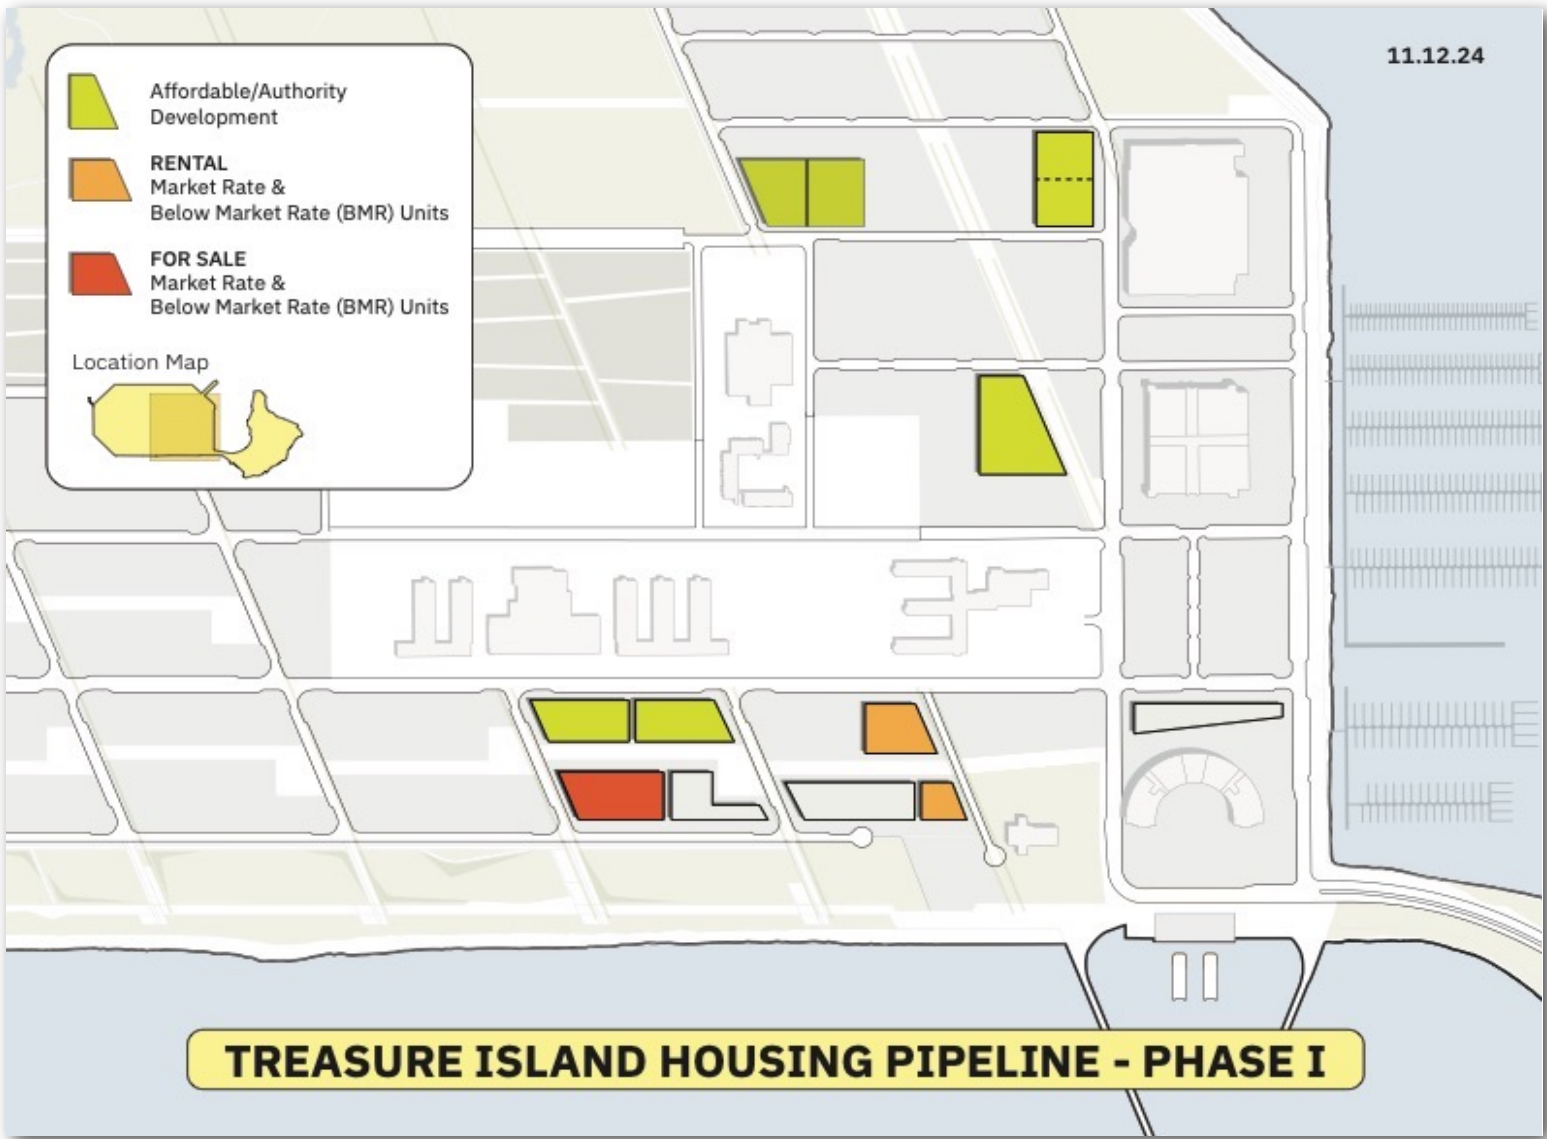 11.12.24
Affordable/Authority
Development
RENTAL
Market Rate &
Below Market Rate (BMR) Units
FOR SALE
Market Rate &
Below Market Rate (BMR) Units
Location Map
TREASURE ISLAND HOUSING PIPELINE - PHASE I